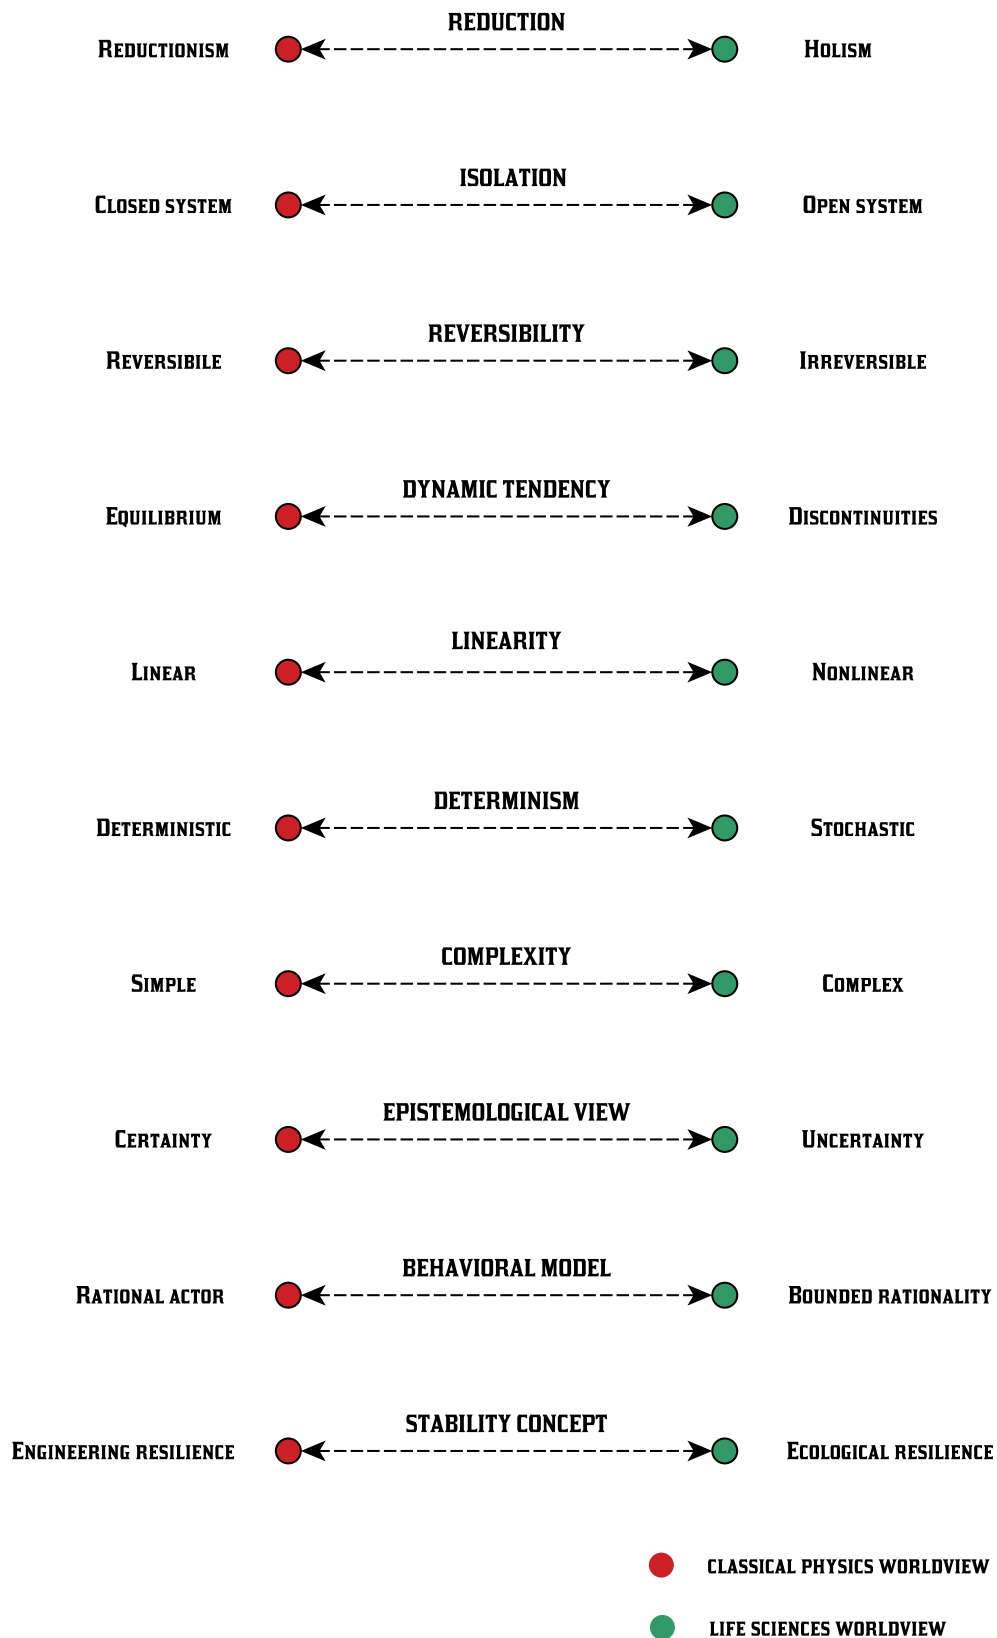 REDUCTION
REDUCTIONISM HOLISM
ISOLATION
CLOSED SYSTEM OPEN SYSTEM
REVERSIBILITY
REVERSIBILE IRREVERSIBLE
DYNAMIC TENDENCY
EQUILIBRIUM DISCONTINUITIES
LINEARITY
LINEAR NONLINEAR
DETERMINISM
DETERMINISTIC STOCHASTIC
COMPLEXITY
SIMPLE COMPLEX
EPISTEMOLOGICAL VIEW
CERTAINTY UNCERTAINTY
BEHAVIORAL MODEL
RATIONAL ACTOR BOUNDED RATIONALITY
STABILITY CONCEPT
ENGINEERING RESILIENCE ECOLOGICAL RESILIENCE
CLASSICAL PHYSICS WORLDVIEW
LIFE SCIENCES WORLDVIEW